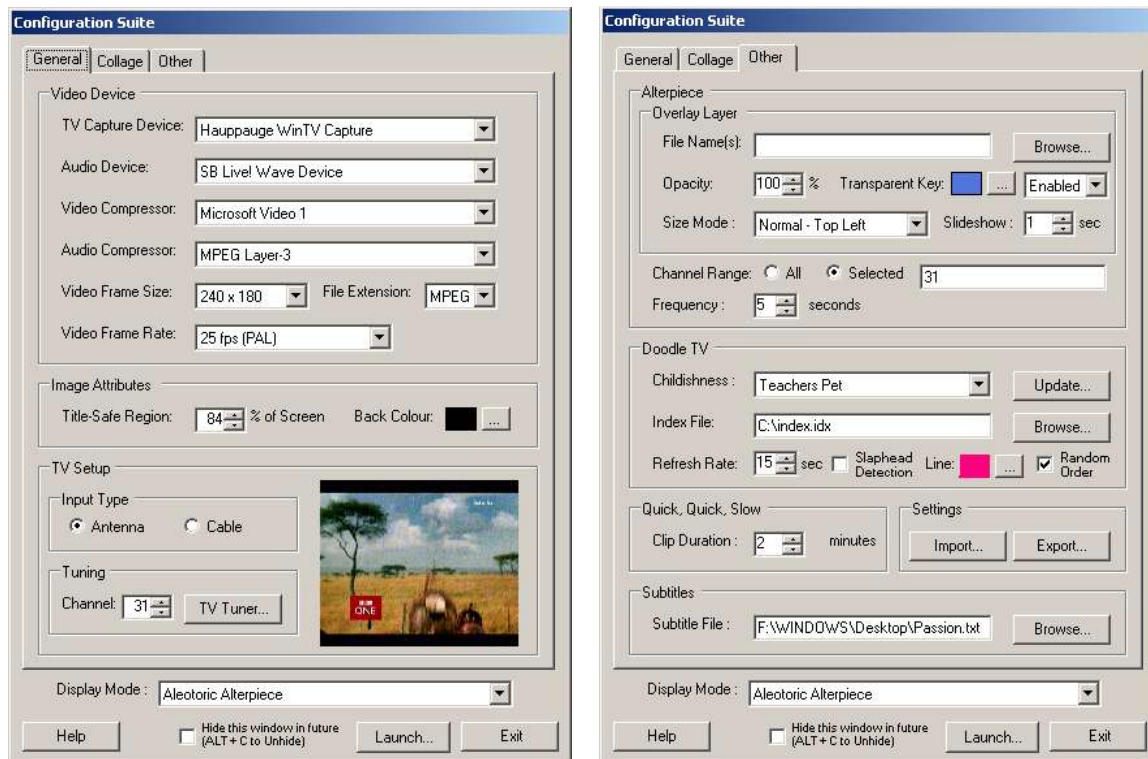 Configuration Suite
General Collage Other
Video Device
TV Capture Device: Hauppauge WinTV Capture
Audio Device: SB Live! Wave Device
Video Compressor: Microsoft Video 1
Audio Compressor: MPEG Layer-3
Video Frame Size: 240 x 180 File Extension: MPEG
Video Frame Rate: 25 fps (PAL)
Image Attributes
Title-Safe Region: 84 % of Screen Back Colour: ...
TV Setup
Input Type
Antenna Cable
Tuning
Channel: 31 TV Tuner...
ONE
Display Mode : Aleotoric Alterpiece
Help Hide this window in future
(ALT + C to Unhide) Launch... Exit
Configuration Suite
General Collage Other
Alterpiece
Overlay Layer
File Name(s): Browse...
Opacity: 100 % Transparent Key: ... Enabled
Size Mode : Normal - Top Left Slideshow : 1 sec
Channel Range: All Selected 31
Frequency : 5 seconds
Doodle TV
Childishness : Teachers Pet Update...
Index File: C:\index.idx Browse...
Refresh Rate: 15 sec Slaphead
Detection Line: ... Random
Order
Quick, Quick, Slow
Clip Duration : 2 minutes
Settings
Import... Export...
Subtitles
Subtitle File : F:\WINDOWS\Desktop\Passion.txt Browse...
Display Mode : Aleotoric Alterpiece
Help Hide this window in future
(ALT + C to Unhide) Launch... Exit